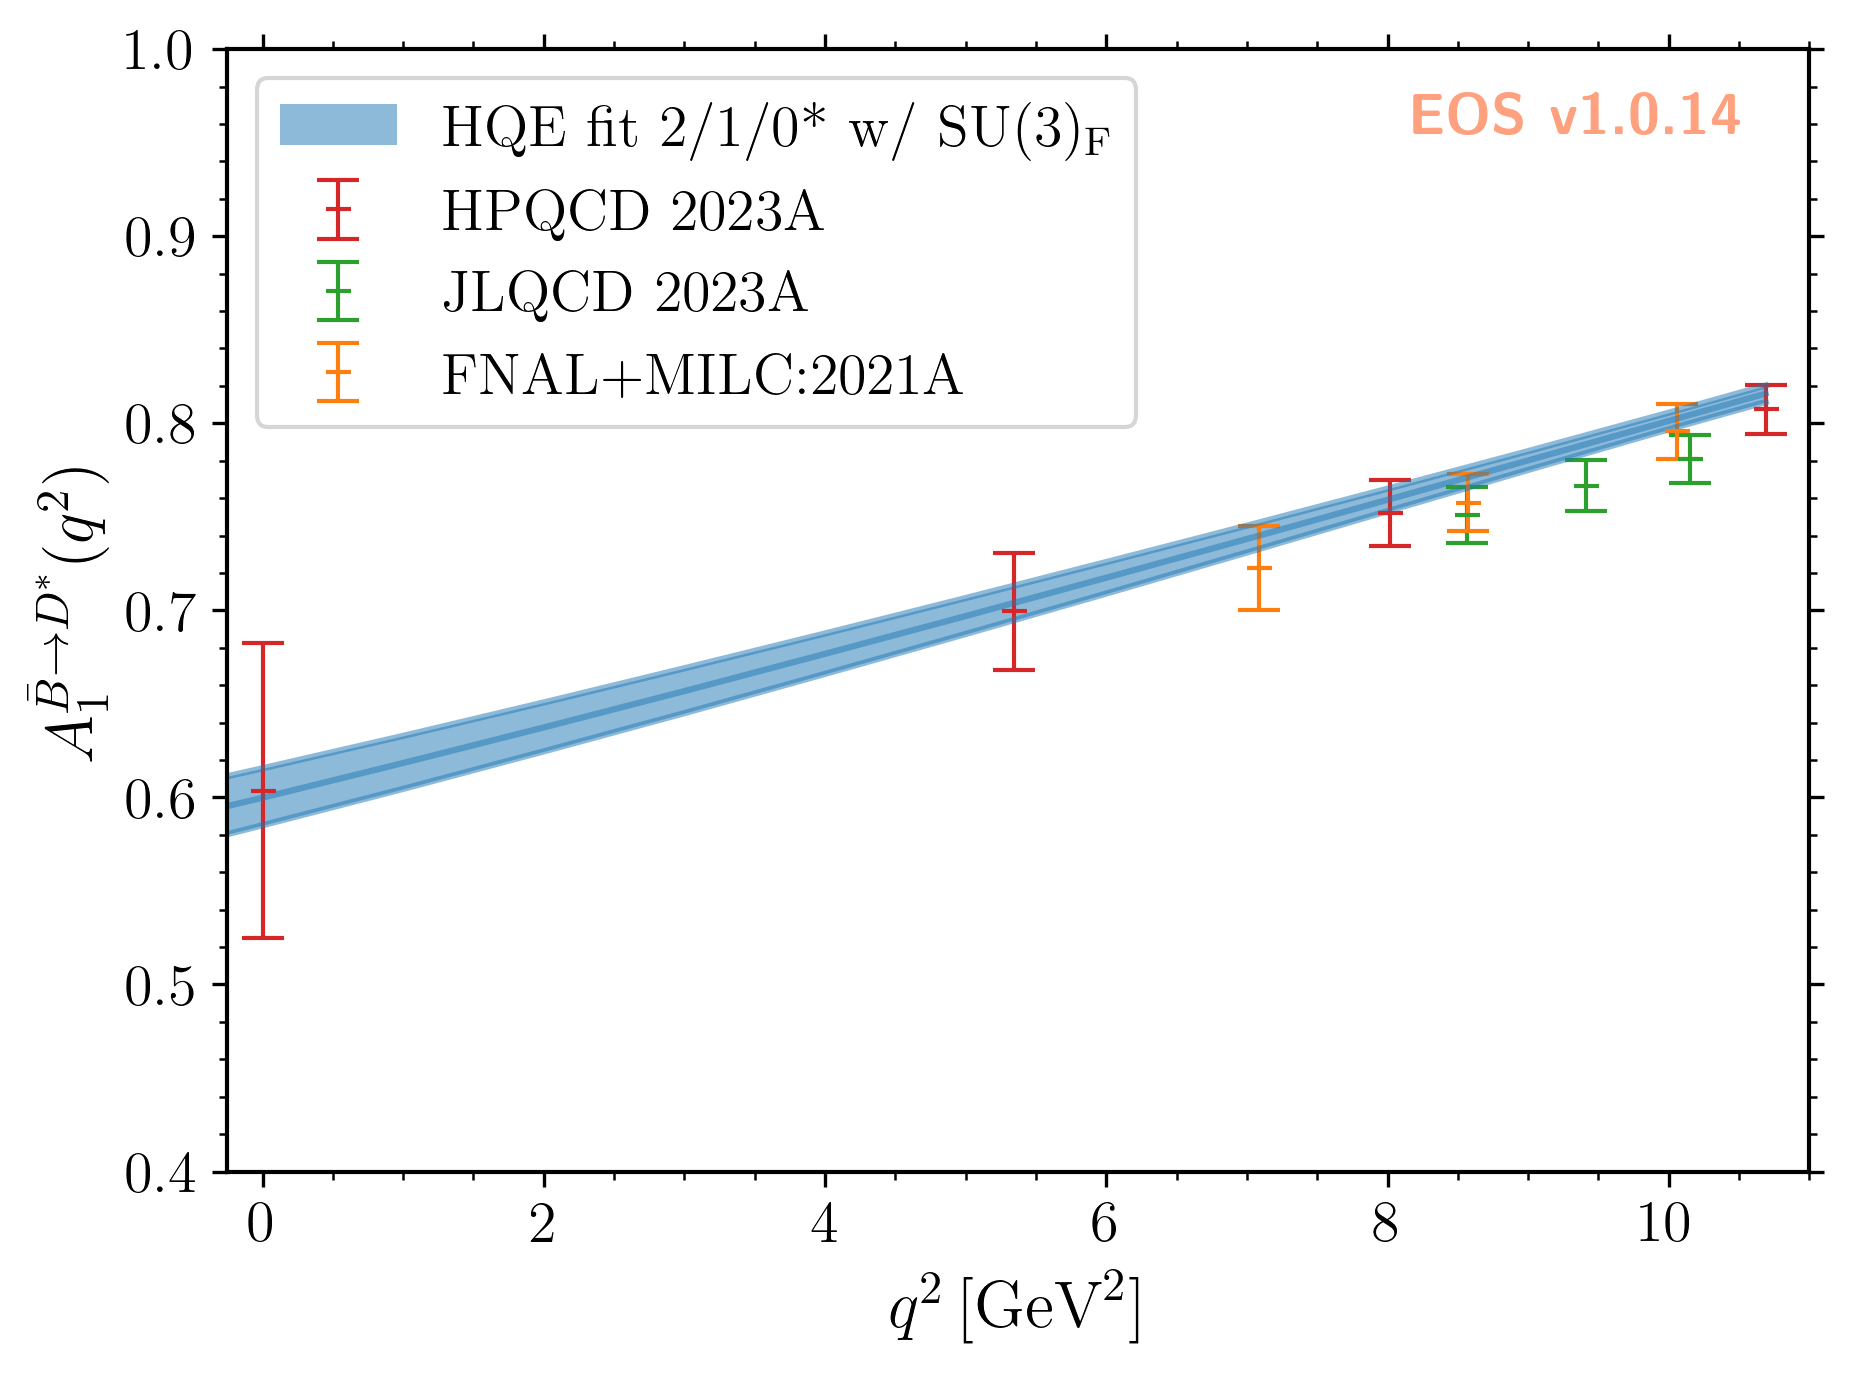 EOS v1.0.14
HQE fit 2/1/0* w/ SU(3)_F
HPQCD 2023A
JLQCD 2023A
FNAL+MILC:2021A
A_1^{B̄→D*}(q²)
1.0
0.9
0.8
0.7
0.6
0.5
0.4
0 2 4 6 8 10
q² [GeV²]